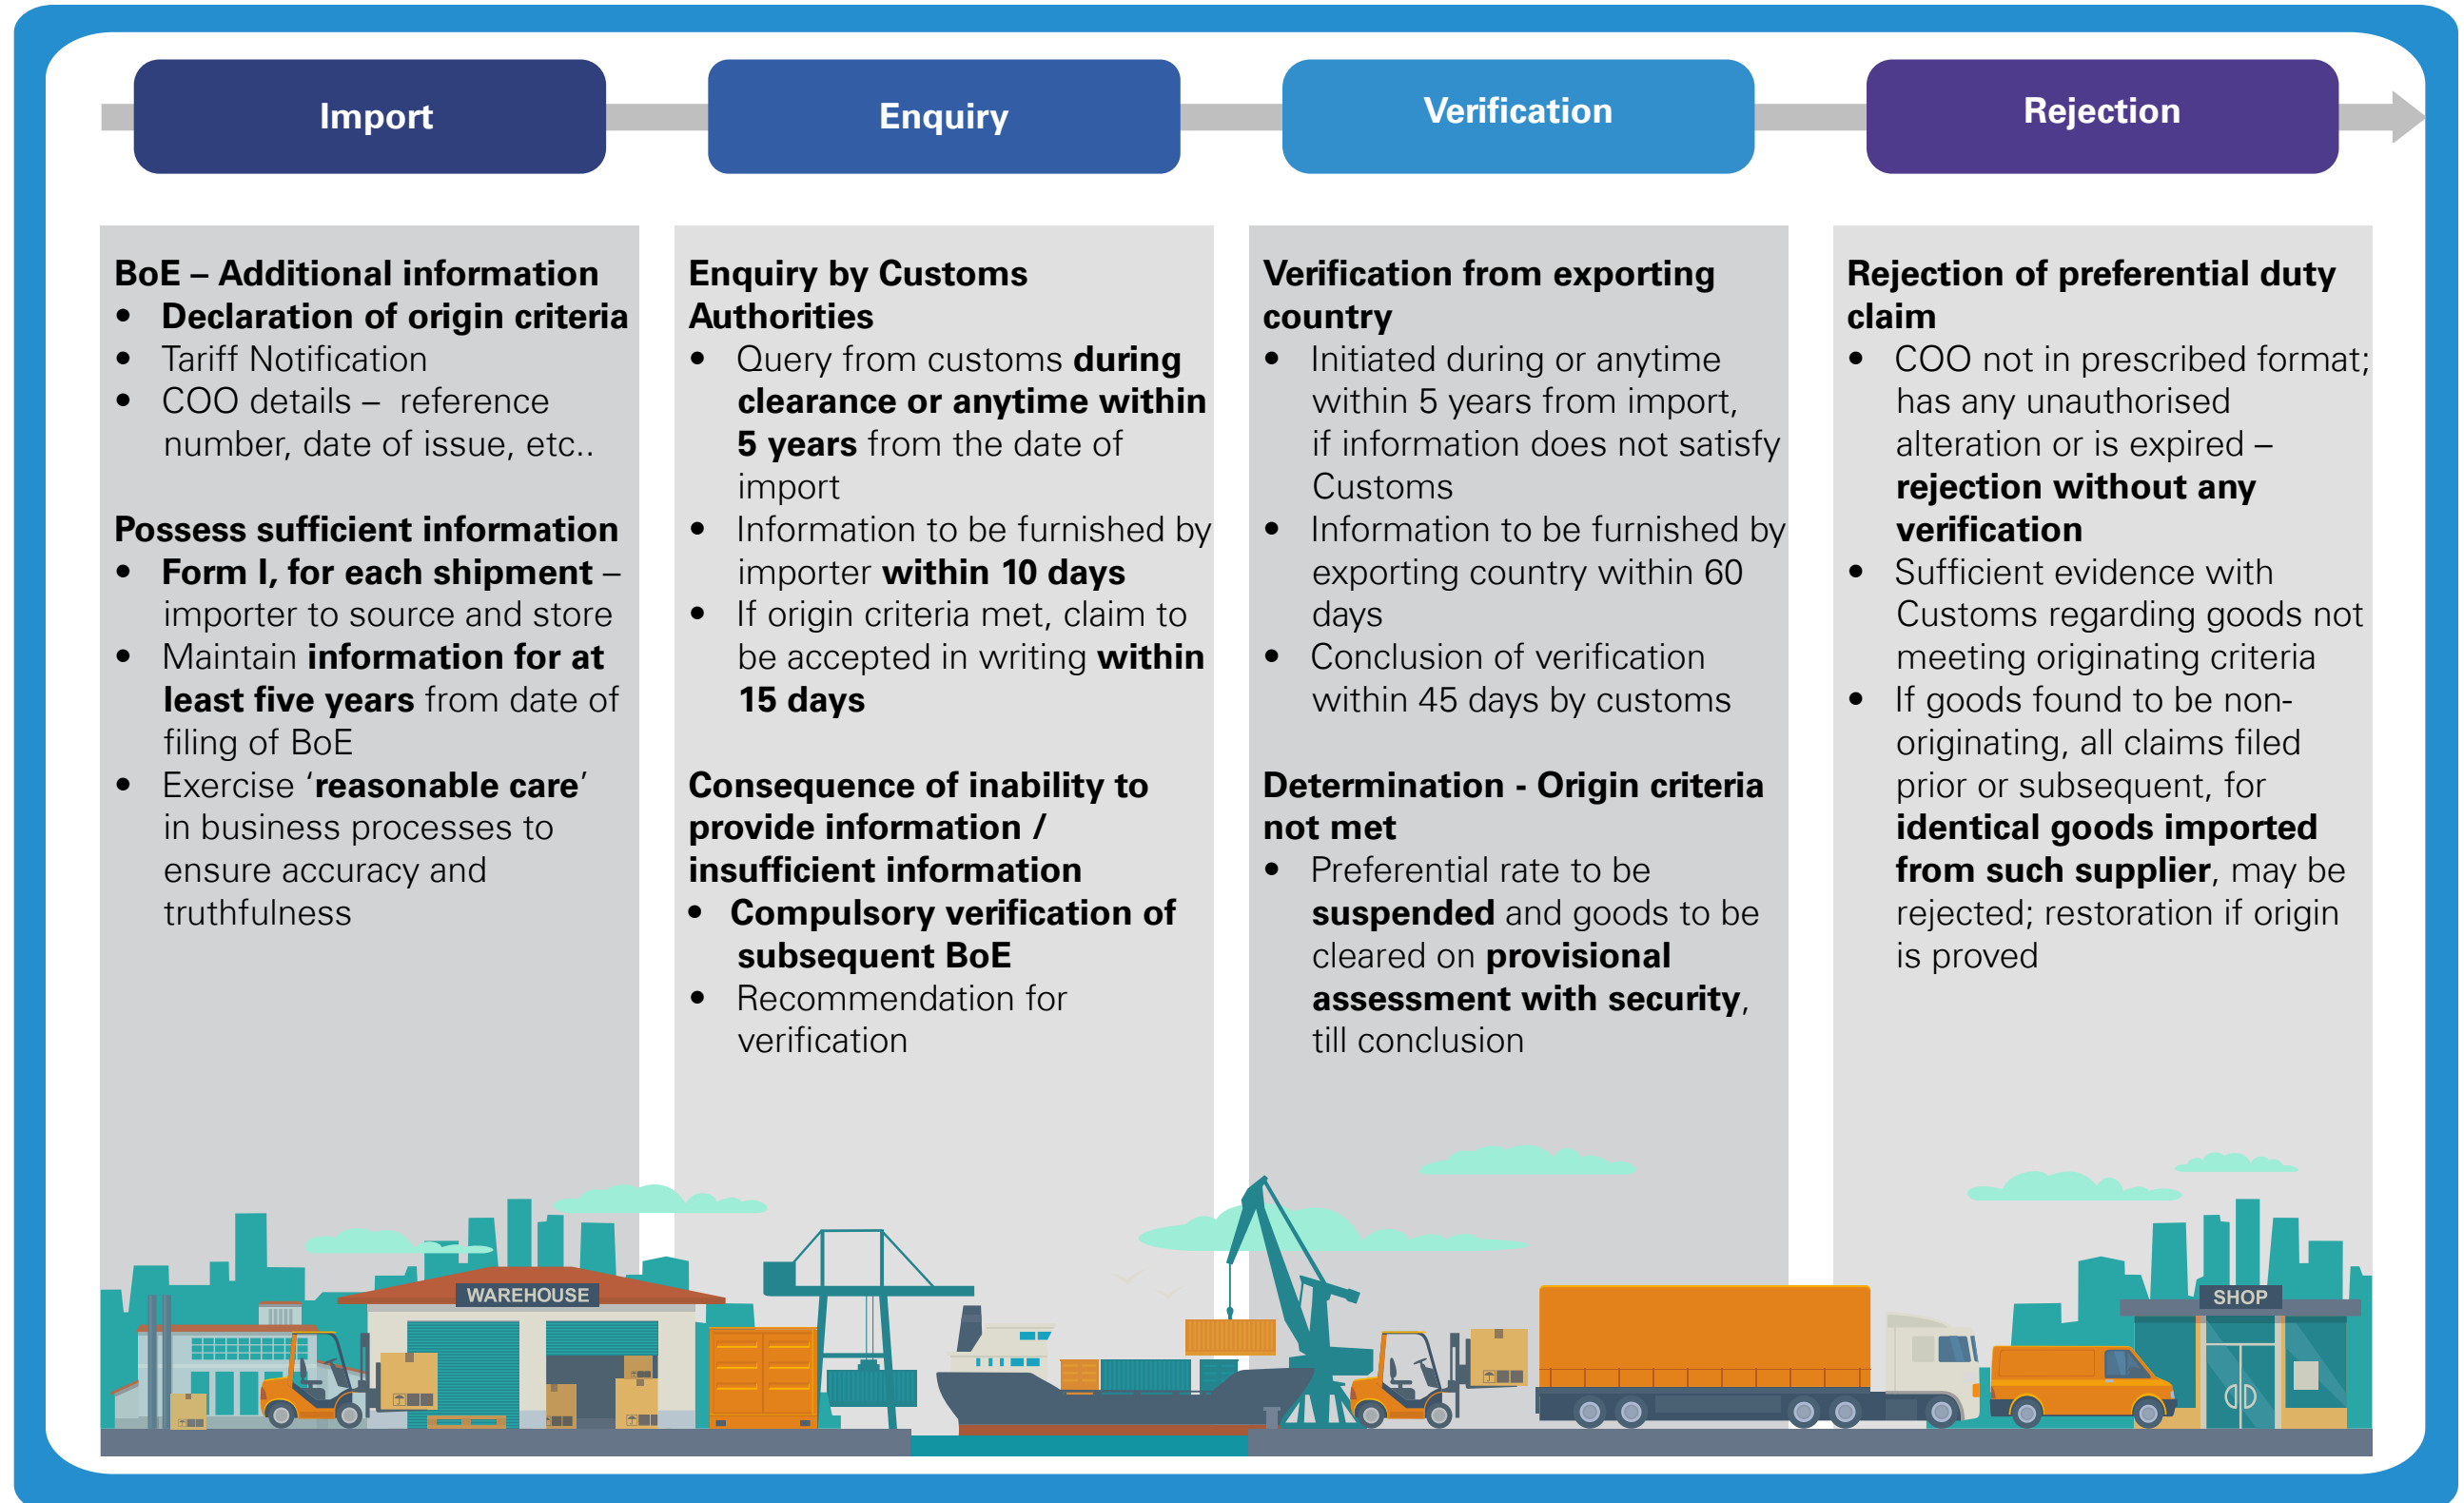 Import
Enquiry
Verification
Rejection
BoE – Additional information
• Declaration of origin criteria
• Tariff Notification
• COO details – reference
number, date of issue, etc..
Possess sufficient information
• Form I, for each shipment –
importer to source and store
• Maintain information for at
least five years from date of
filing of BoE
• Exercise ‘reasonable care’
in business processes to
ensure accuracy and
truthfulness
Enquiry by Customs
Authorities
• Query from customs during
clearance or anytime within
5 years from the date of
import
• Information to be furnished by
importer within 10 days
• If origin criteria met, claim to
be accepted in writing within
15 days
Consequence of inability to
provide information /
insufficient information
• Compulsory verification of
subsequent BoE
• Recommendation for
verification
Verification from exporting
country
• Initiated during or anytime
within 5 years from import,
if information does not satisfy
Customs
• Information to be furnished by
exporting country within 60
days
• Conclusion of verification
within 45 days by customs
Determination - Origin criteria
not met
• Preferential rate to be
suspended and goods to be
cleared on provisional
assessment with security,
till conclusion
Rejection of preferential duty
claim
• COO not in prescribed format;
has any unauthorised
alteration or is expired –
rejection without any
verification
• Sufficient evidence with
Customs regarding goods not
meeting originating criteria
• If goods found to be non-
originating, all claims filed
prior or subsequent, for
identical goods imported
from such supplier, may be
rejected; restoration if origin
is proved
WAREHOUSE
SHOP